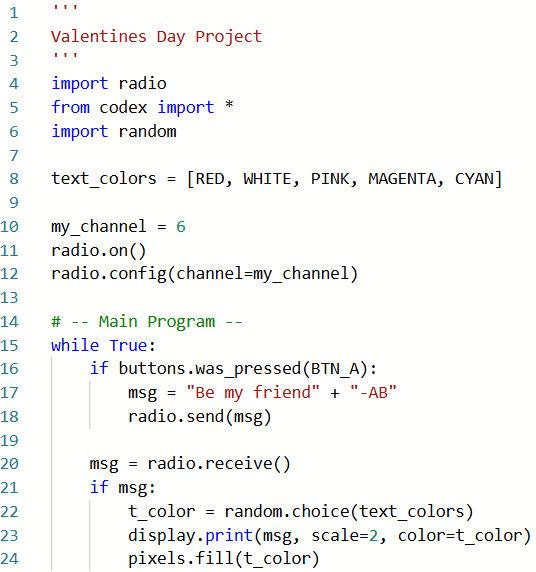 1 '''
2 Valentines Day Project
3 '''
4 import radio
5 from codex import *
6 import random
7
8 text_colors = [RED, WHITE, PINK, MAGENTA, CYAN]
9
10 my_channel = 6
11 radio.on()
12 radio.config(channel=my_channel)
13
14 # -- Main Program --
15 while True:
16     if buttons.was_pressed(BTN_A):
17         msg = "Be my friend" + "-AB"
18         radio.send(msg)
19
20     msg = radio.receive()
21     if msg:
22         t_color = random.choice(text_colors)
23         display.print(msg, scale=2, color=t_color)
24         pixels.fill(t_color)